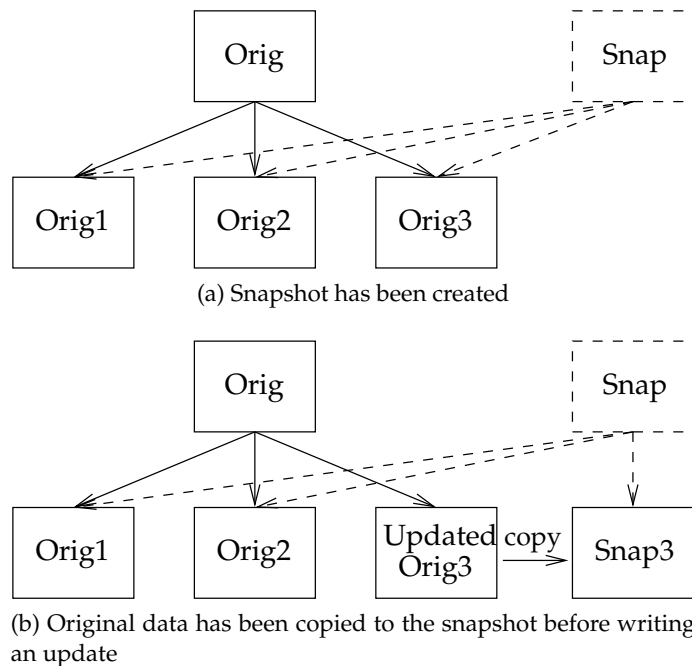 Orig
Snap
Orig1
Orig2
Orig3
(a) Snapshot has been created
Orig
Snap
Orig1
Orig2
Updated
Orig3
copy
Snap3
(b) Original data has been copied to the snapshot before writing
an update